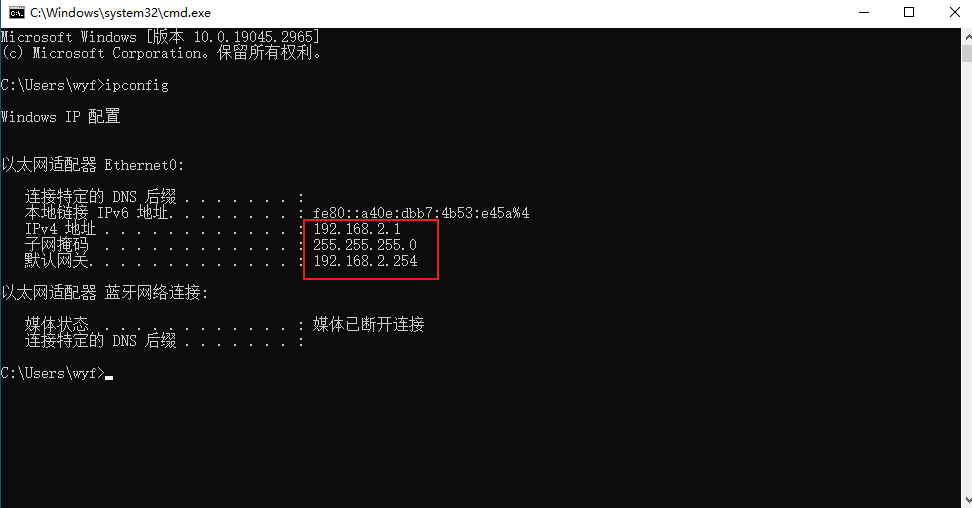 C:\Windows\system32\cmd.exe
Microsoft Windows [版本 10.0.19045.2965]
(c) Microsoft Corporation。保留所有权利。
C:\Users\wyf>ipconfig
Windows IP 配置
以太网适配器 Ethernet0:
连接特定的 DNS 后缀 . . . . . . . :
本地链接 IPv6 地址. . . . . . . . : fe80::a40e:dbb7:4b53:e45a%4
IPv4 地址 . . . . . . . . . . . . : 192.168.2.1
子网掩码  . . . . . . . . . . . . : 255.255.255.0
默认网关. . . . . . . . . . . . . : 192.168.2.254
以太网适配器 蓝牙网络连接:
媒体状态  . . . . . . . . . . . . : 媒体已断开连接
连接特定的 DNS 后缀 . . . . . . . :
C:\Users\wyf>